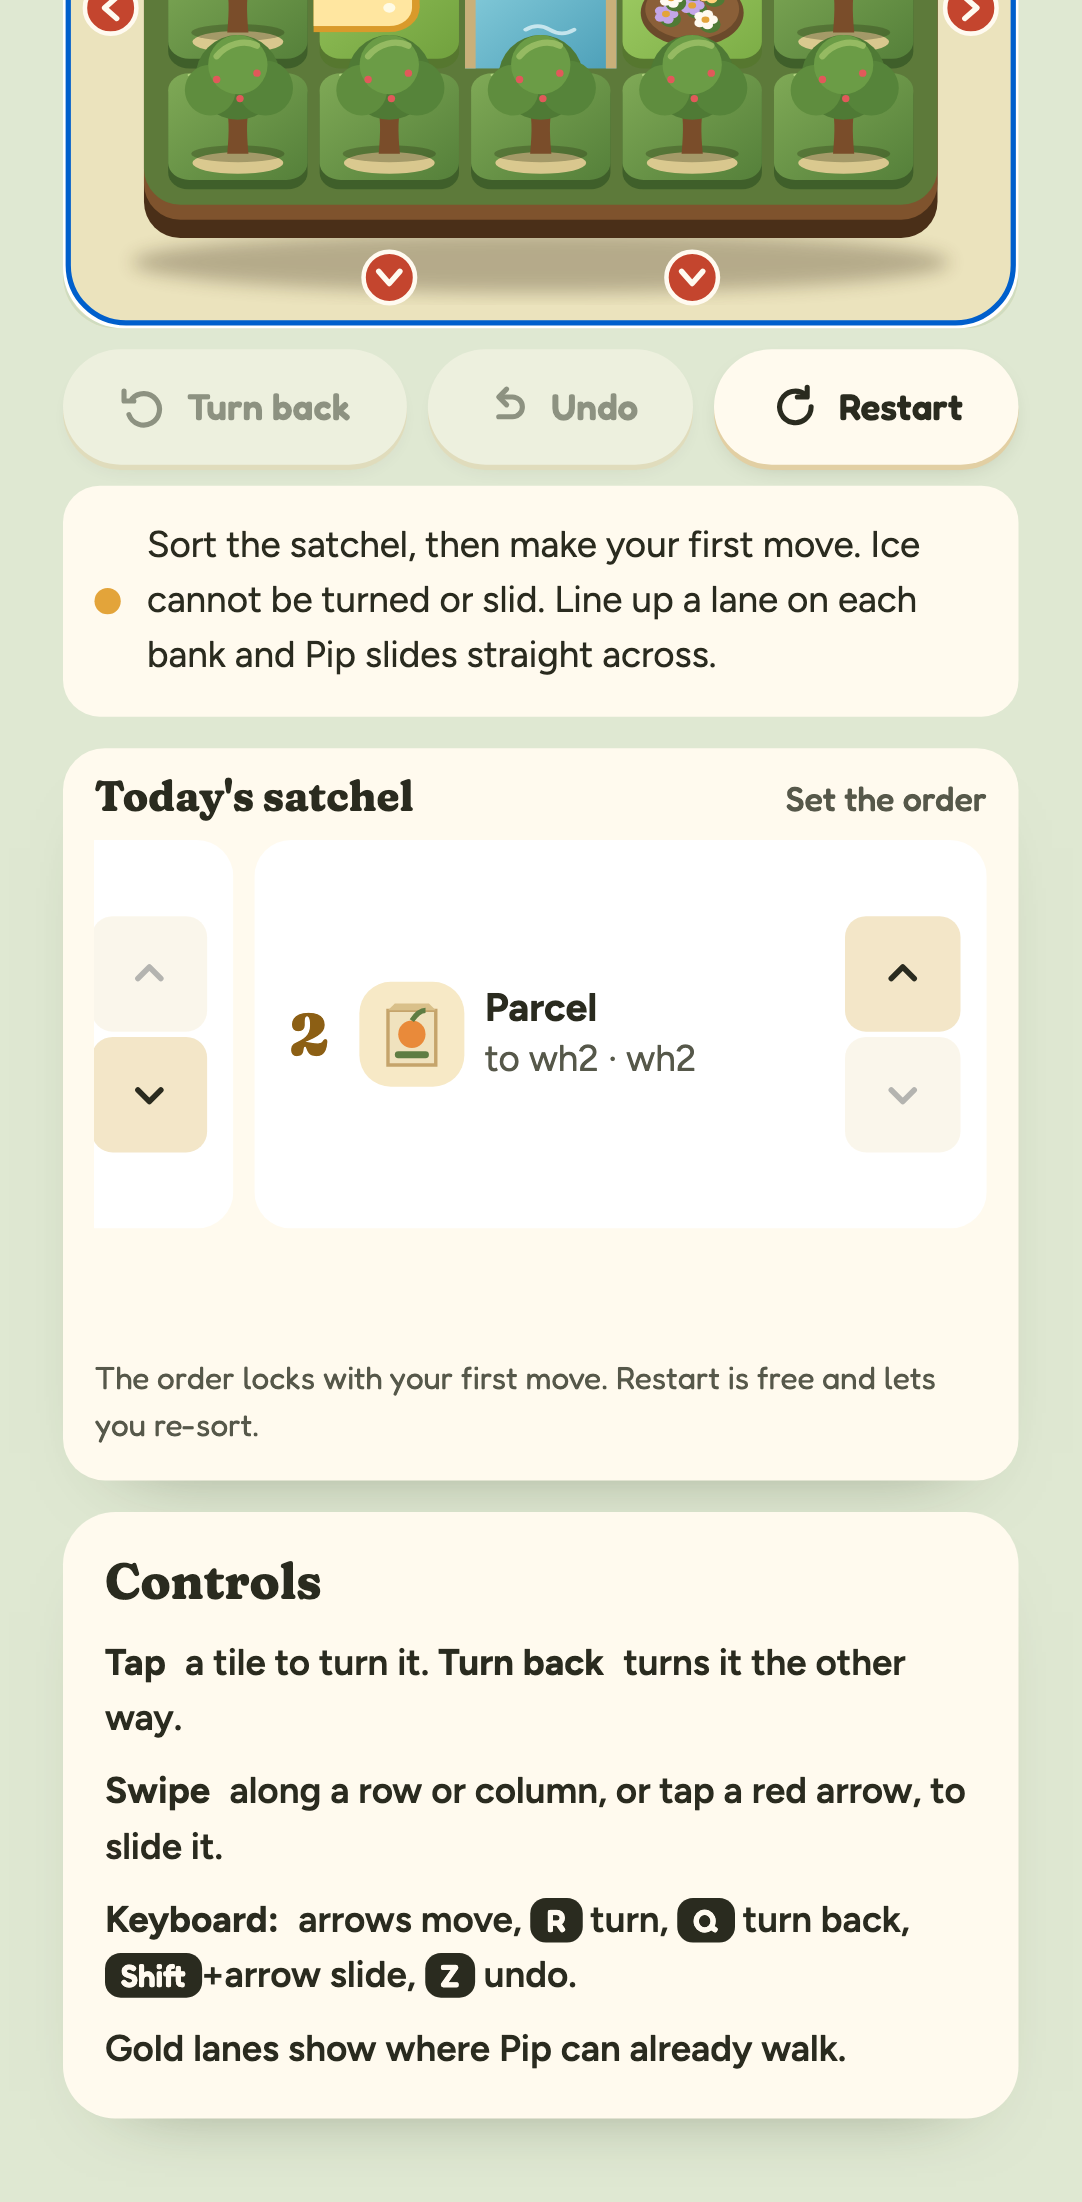 Turn back
Undo
Restart
Sort the satchel, then make your first move. Ice
cannot be turned or slid. Line up a lane on each
bank and Pip slides straight across.
Today's satchel
Set the order
2
Parcel
to wh2 · wh2
The order locks with your first move. Restart is free and lets
you re-sort.
Controls
Tap a tile to turn it. Turn back turns it the other
way.
Swipe along a row or column, or tap a red arrow, to
slide it.
Keyboard: arrows move, R turn, Q turn back,
Shift+arrow slide, Z undo.
Gold lanes show where Pip can already walk.